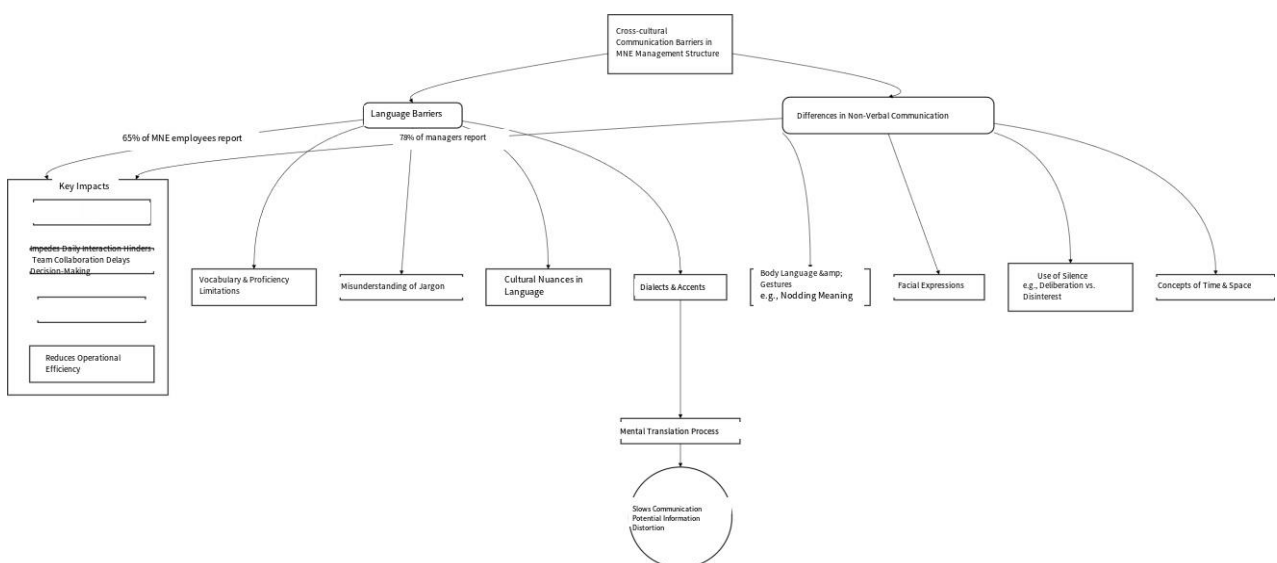 Cross-cultural
Communication Barriers in
MNE Management Structure
Language Barriers
Differences in Non-Verbal Communication
65% of MNE employees report
78% of managers report
Key Impacts
Impedes Daily Interaction Hinders
Team Collaboration Delays
Decision-Making
Reduces Operational
Efficiency
Vocabulary & Proficiency
Limitations
Misunderstanding of Jargon
Cultural Nuances in
Language
Dialects & Accents
Body Language &amp;
Gestures
e.g., Nodding Meaning
Facial Expressions
Use of Silence
e.g., Deliberation vs.
Disinterest
Concepts of Time & Space
Mental Translation Process
Slows Communication
Potential Information
Distortion